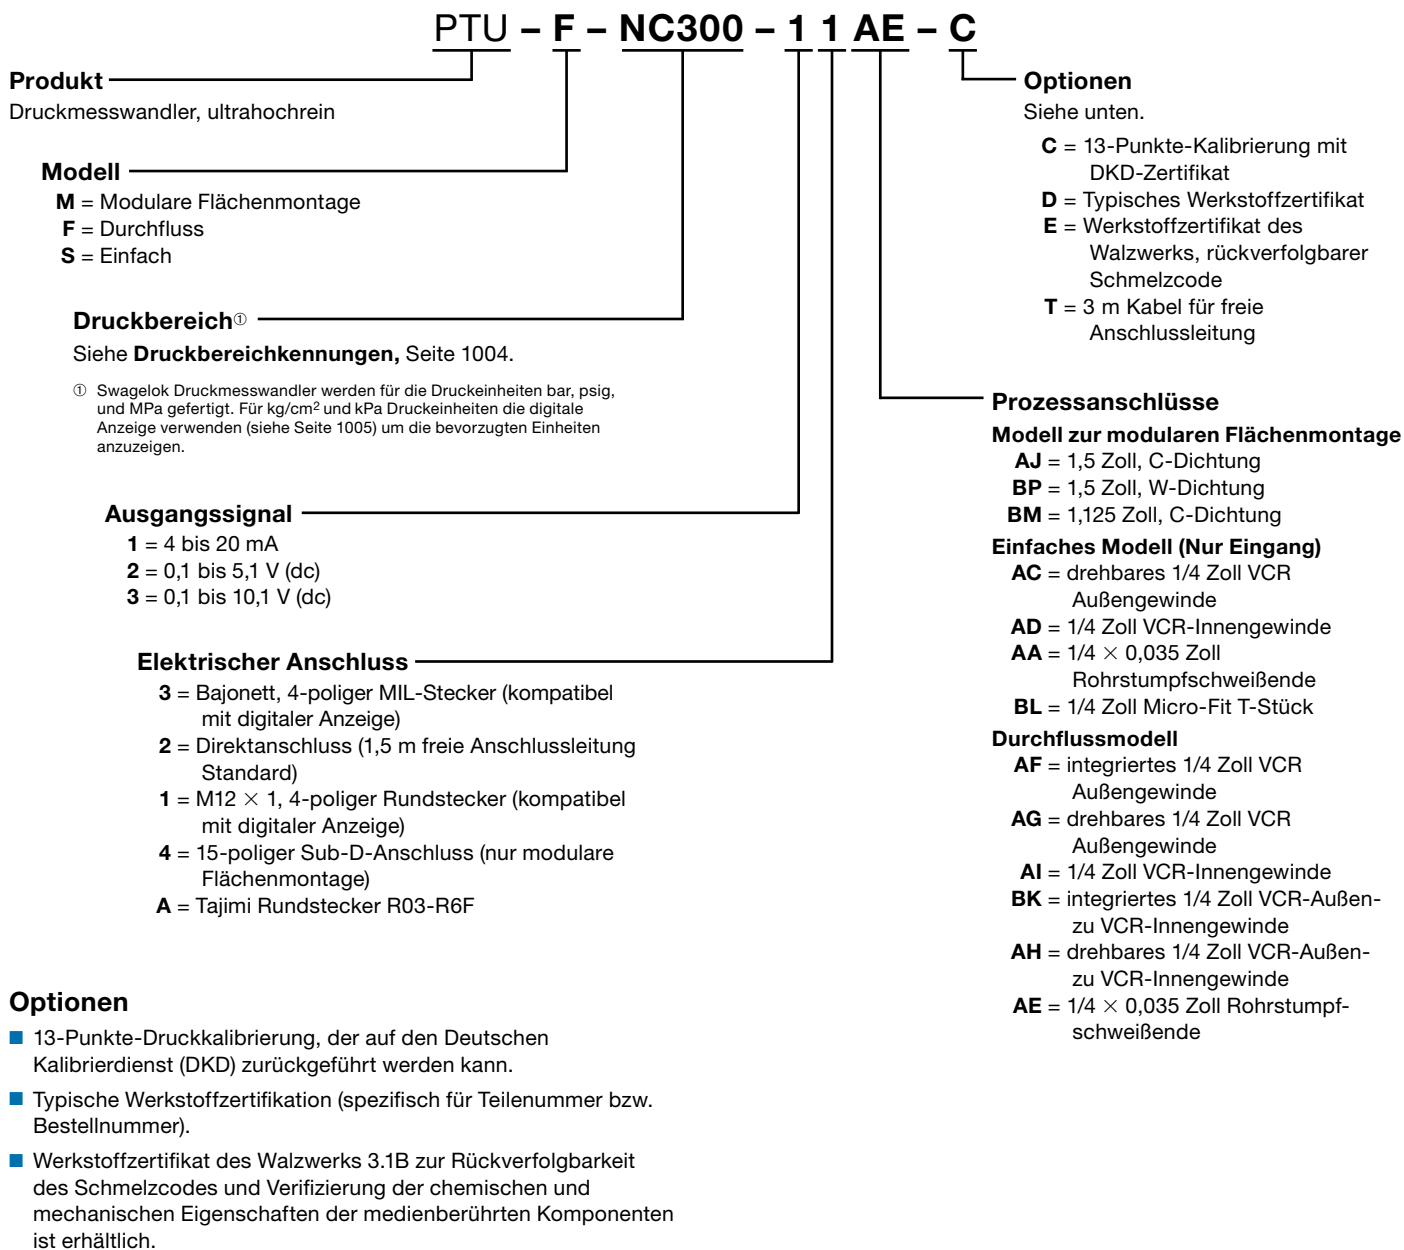 PTU – F – NC300 – 1 1 AE – C
Produkt
Druckmesswandler, ultrahochrein
Modell
M = Modulare Flächenmontage
F = Durchfluss
S = Einfach
Druckbereich①
Siehe Druckbereichkennungen, Seite 1004.
① Swagelok Druckmesswandler werden für die Druckeinheiten bar, psig,
und MPa gefertigt. Für kg/cm² und kPa Druckeinheiten die digitale
Anzeige verwenden (siehe Seite 1005) um die bevorzugten Einheiten
anzuzeigen.
Ausgangssignal
1 = 4 bis 20 mA
2 = 0,1 bis 5,1 V (dc)
3 = 0,1 bis 10,1 V (dc)
Elektrischer Anschluss
3 = Bajonett, 4-poliger MIL-Stecker (kompatibel
mit digitaler Anzeige)
2 = Direktanschluss (1,5 m freie Anschlussleitung
Standard)
1 = M12 × 1, 4-poliger Rundstecker (kompatibel
mit digitaler Anzeige)
4 = 15-poliger Sub-D-Anschluss (nur modulare
Flächenmontage)
A = Tajimi Rundstecker R03-R6F
Optionen
Siehe unten.
C = 13-Punkte-Kalibrierung mit
DKD-Zertifikat
D = Typisches Werkstoffzertifikat
E = Werkstoffzertifikat des
Walzwerks, rückverfolgbarer
Schmelzcode
T = 3 m Kabel für freie
Anschlussleitung
Prozessanschlüsse
Modell zur modularen Flächenmontage
AJ = 1,5 Zoll, C-Dichtung
BP = 1,5 Zoll, W-Dichtung
BM = 1,125 Zoll, C-Dichtung
Einfaches Modell (Nur Eingang)
AC = drehbares 1/4 Zoll VCR
Außengewinde
AD = 1/4 Zoll VCR-Innengewinde
AA = 1/4 × 0,035 Zoll
Rohrstumpfschweißende
BL = 1/4 Zoll Micro-Fit T-Stück
Durchflussmodell
AF = integriertes 1/4 Zoll VCR
Außengewinde
AG = drehbares 1/4 Zoll VCR
Außengewinde
AI = 1/4 Zoll VCR-Innengewinde
BK = integriertes 1/4 Zoll VCR-Außen-
zu VCR-Innengewinde
AH = drehbares 1/4 Zoll VCR-Außen-
zu VCR-Innengewinde
AE = 1/4 × 0,035 Zoll Rohrstumpf-
schweißende
Optionen
■ 13-Punkte-Druckkalibrierung, der auf den Deutschen
Kalibrierdienst (DKD) zurückgeführt werden kann.
■ Typische Werkstoffzertifikation (spezifisch für Teilenummer bzw.
Bestellnummer).
■ Werkstoffzertifikat des Walzwerks 3.1B zur Rückverfolgbarkeit
des Schmelzcodes und Verifizierung der chemischen und
mechanischen Eigenschaften der medienberührten Komponenten
ist erhältlich.